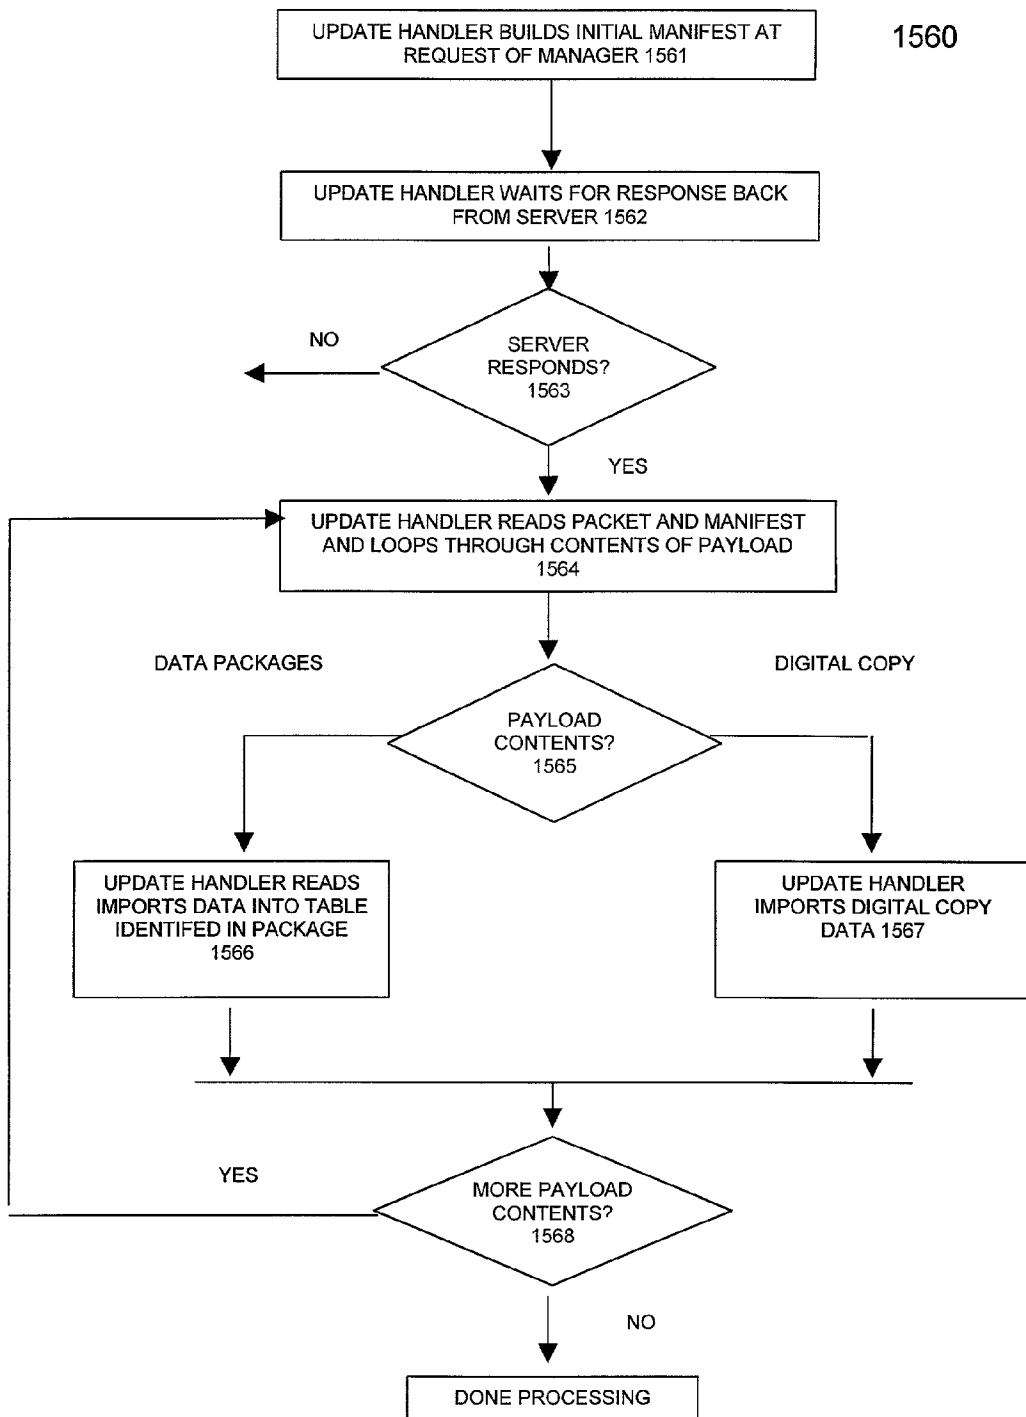 1560
UPDATE HANDLER BUILDS INITIAL MANIFEST AT
REQUEST OF MANAGER 1561
UPDATE HANDLER WAITS FOR RESPONSE BACK
FROM SERVER 1562
NO
SERVER
RESPONDS?
1563
YES
UPDATE HANDLER READS PACKET AND MANIFEST
AND LOOPS THROUGH CONTENTS OF PAYLOAD
1564
DATA PACKAGES
DIGITAL COPY
PAYLOAD
CONTENTS?
1565
UPDATE HANDLER READS
IMPORTS DATA INTO TABLE
IDENTIFED IN PACKAGE
1566
UPDATE HANDLER
IMPORTS DIGITAL COPY
DATA 1567
YES
MORE PAYLOAD
CONTENTS?
1568
NO
DONE PROCESSING